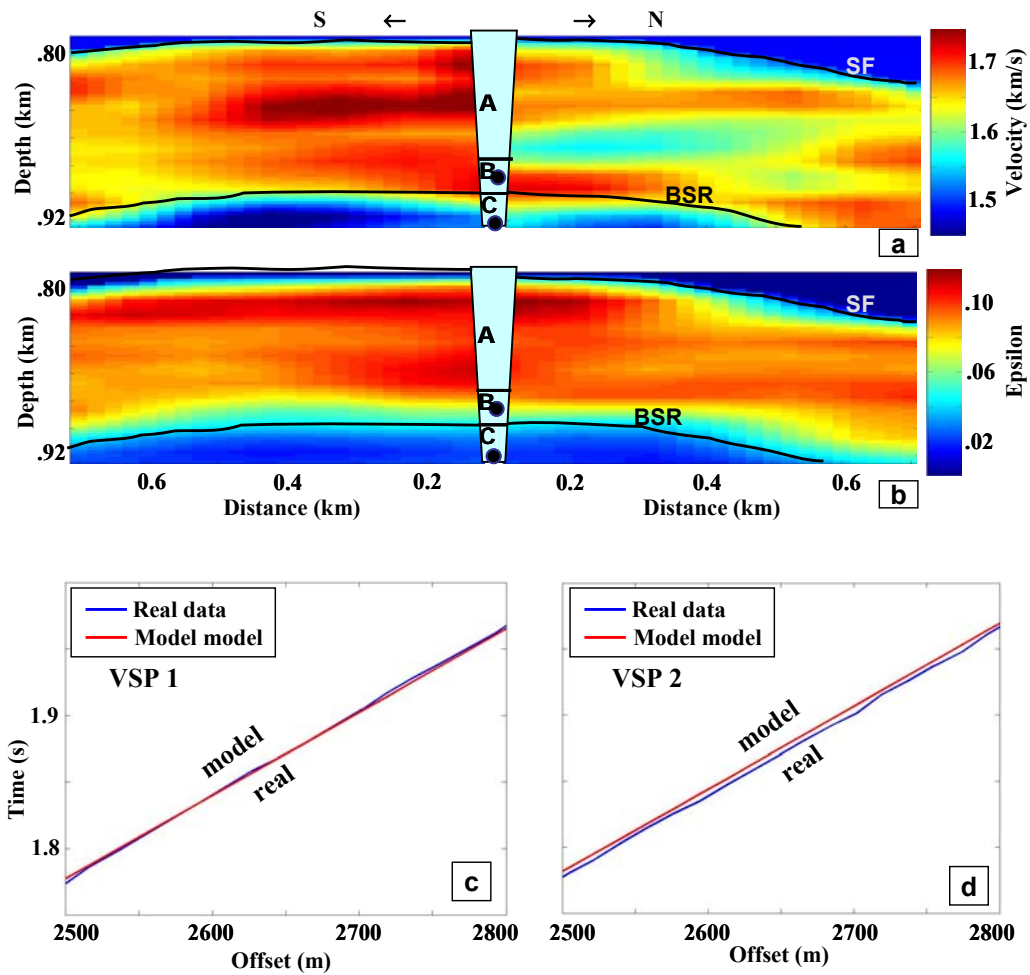 S ← → N
.80
Depth (km)
.92
A
B
C
SF
BSR
1.7
1.6
1.5
Velocity (km/s)
a
.80
Depth (km)
.92
A
B
C
SF
BSR
.10
.02
Epsilon
b
0.6 0.4 0.2 0.2 0.4 0.6
Distance (km) Distance (km)
Real data
Model model
VSP 1
model
real
1.9
1.8
Time (s)
c
2500 2600 2700 2800
Offset (m)
Real data
Model model
VSP 2
model
real
d
2500 2600 2700 2800
Offset (m)